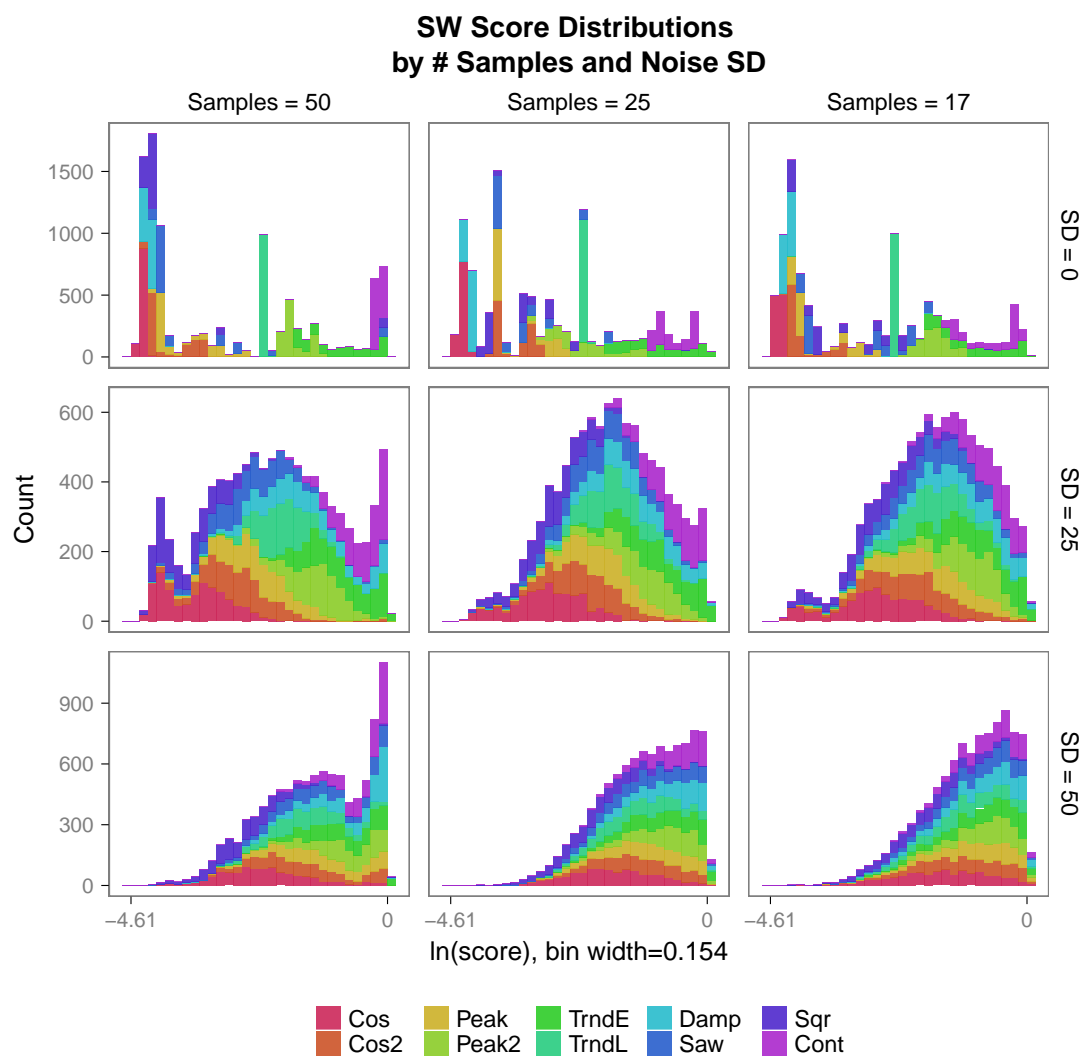 SW Score Distributions
by # Samples and Noise SD
Samples = 50 Samples = 25 Samples = 17
1500
1000
500
0
SD = 0
600
400
200
0
SD = 25
900
600
300
0
SD = 50
Count
−4.61 0 −4.61 0 −4.61 0
ln(score), bin width=0.154
Cos Peak TrndE Damp Sqr
Cos2 Peak2 TrndL Saw Cont